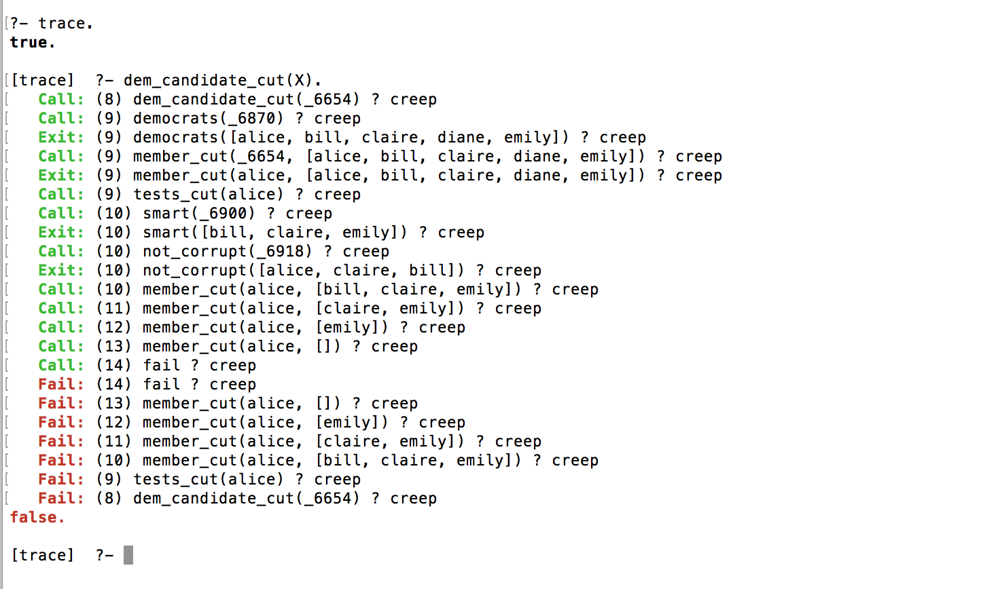 [?- trace.
true.
[[trace]  ?- dem_candidate_cut(X).
[   Call: (8) dem_candidate_cut(_6654) ? creep
[   Call: (9) democrats(_6870) ? creep
[   Exit: (9) democrats([alice, bill, claire, diane, emily]) ? creep
[   Call: (9) member_cut(_6654, [alice, bill, claire, diane, emily]) ? creep
[   Exit: (9) member_cut(alice, [alice, bill, claire, diane, emily]) ? creep
[   Call: (9) tests_cut(alice) ? creep
[   Call: (10) smart(_6900) ? creep
[   Exit: (10) smart([bill, claire, emily]) ? creep
[   Call: (10) not_corrupt(_6918) ? creep
[   Exit: (10) not_corrupt([alice, claire, bill]) ? creep
[   Call: (10) member_cut(alice, [bill, claire, emily]) ? creep
[   Call: (11) member_cut(alice, [claire, emily]) ? creep
[   Call: (12) member_cut(alice, [emily]) ? creep
[   Call: (13) member_cut(alice, []) ? creep
[   Call: (14) fail ? creep
[   Fail: (14) fail ? creep
[   Fail: (13) member_cut(alice, []) ? creep
[   Fail: (12) member_cut(alice, [emily]) ? creep
[   Fail: (11) member_cut(alice, [claire, emily]) ? creep
[   Fail: (10) member_cut(alice, [bill, claire, emily]) ? creep
[   Fail: (9) tests_cut(alice) ? creep
[   Fail: (8) dem_candidate_cut(_6654) ? creep
false.
[trace]  ?-